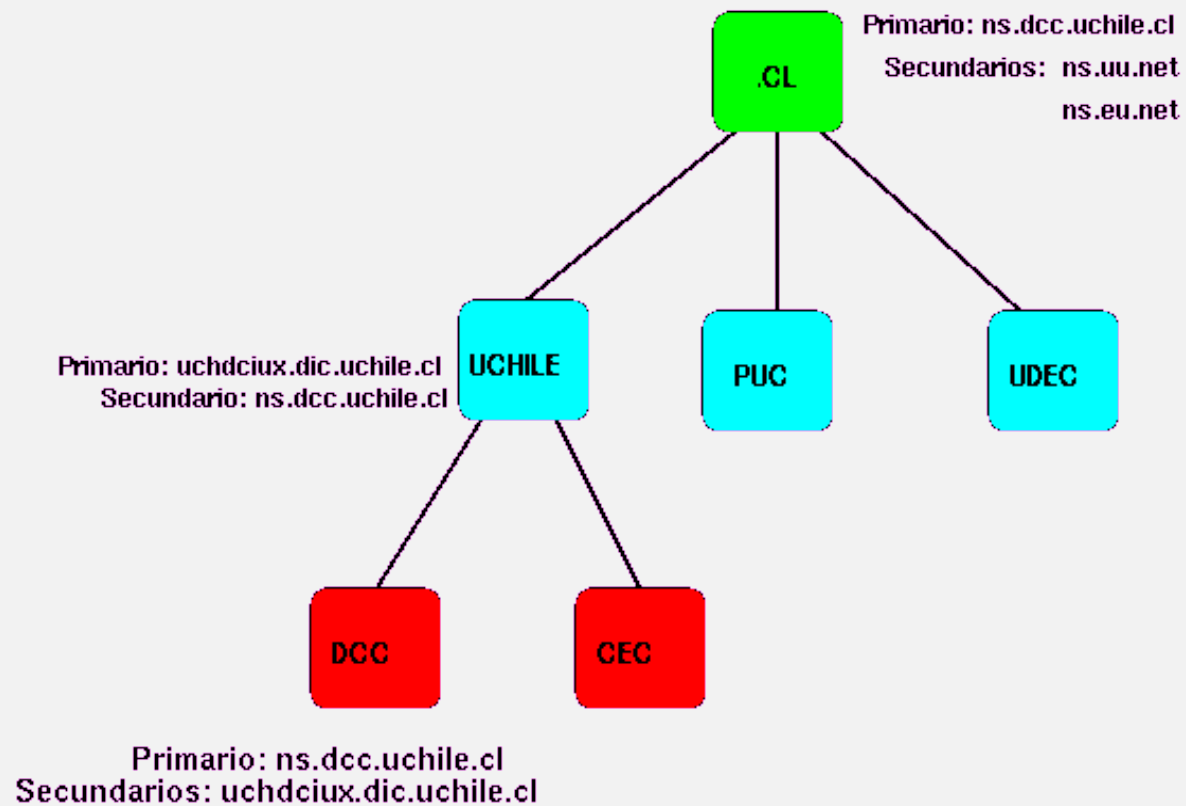 .CL
Primario: ns.dcc.uchile.cl
Secundarios: ns.uu.net
ns.eu.net
Primario: uchdciux.dic.uchile.cl
Secundario: ns.dcc.uchile.cl
UCHILE
PUC
UDEC
DCC
CEC
Primario: ns.dcc.uchile.cl
Secundarios: uchdciux.dic.uchile.cl